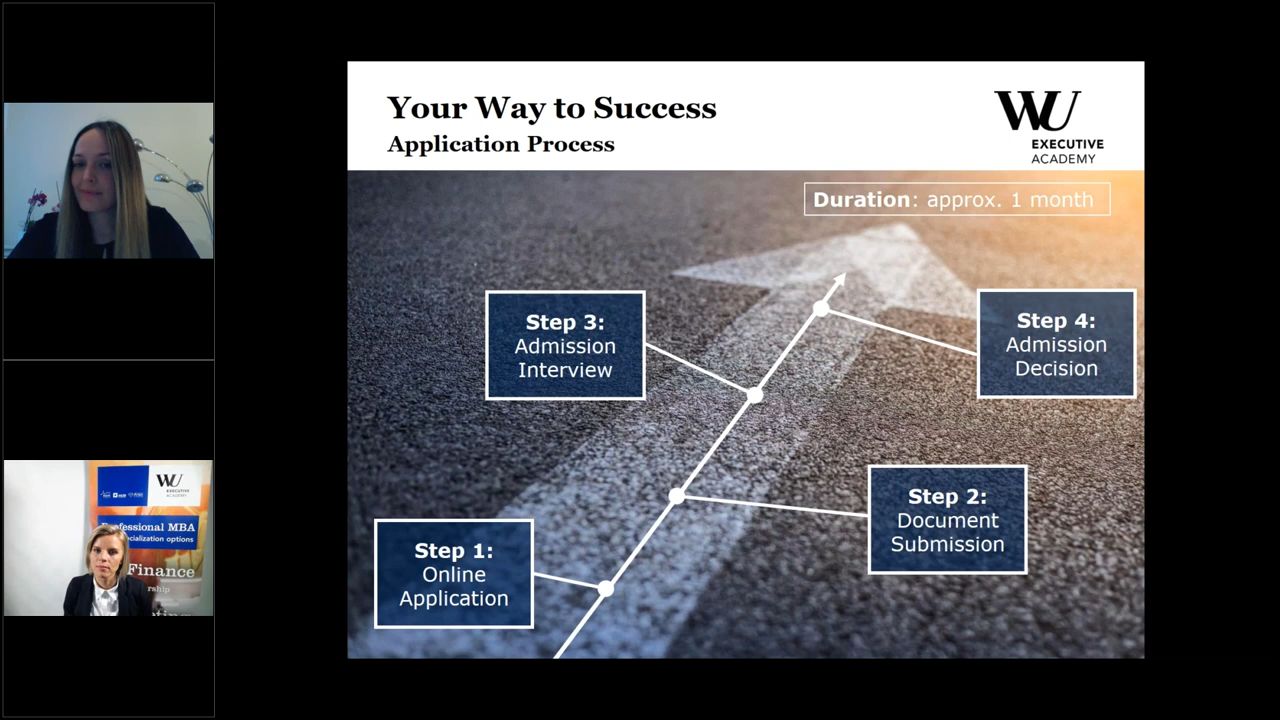 Your Way to Success
Application Process
WU
EXECUTIVE
ACADEMY
Duration: approx. 1 month
Step 3:
Admission
Interview
Step 4:
Admission
Decision
Step 2:
Document
Submission
Step 1:
Online
Application
WU
EXECUTIVE
ACADEMY
Professional MBA
Finance